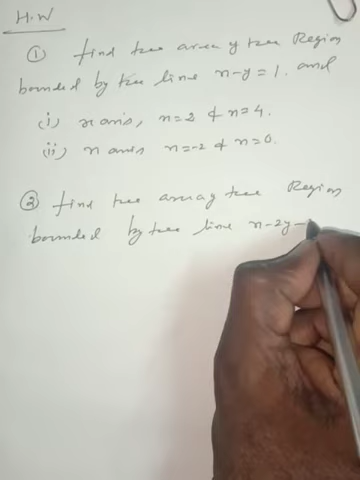 H.W
① Find the area of the Region
bounded by the line x-y=1. and
(i) x axis, x=2 & x=4.
(ii) x axis x=-2 & x=0.
② Find the area of the Region
bounded by the line x-2y-